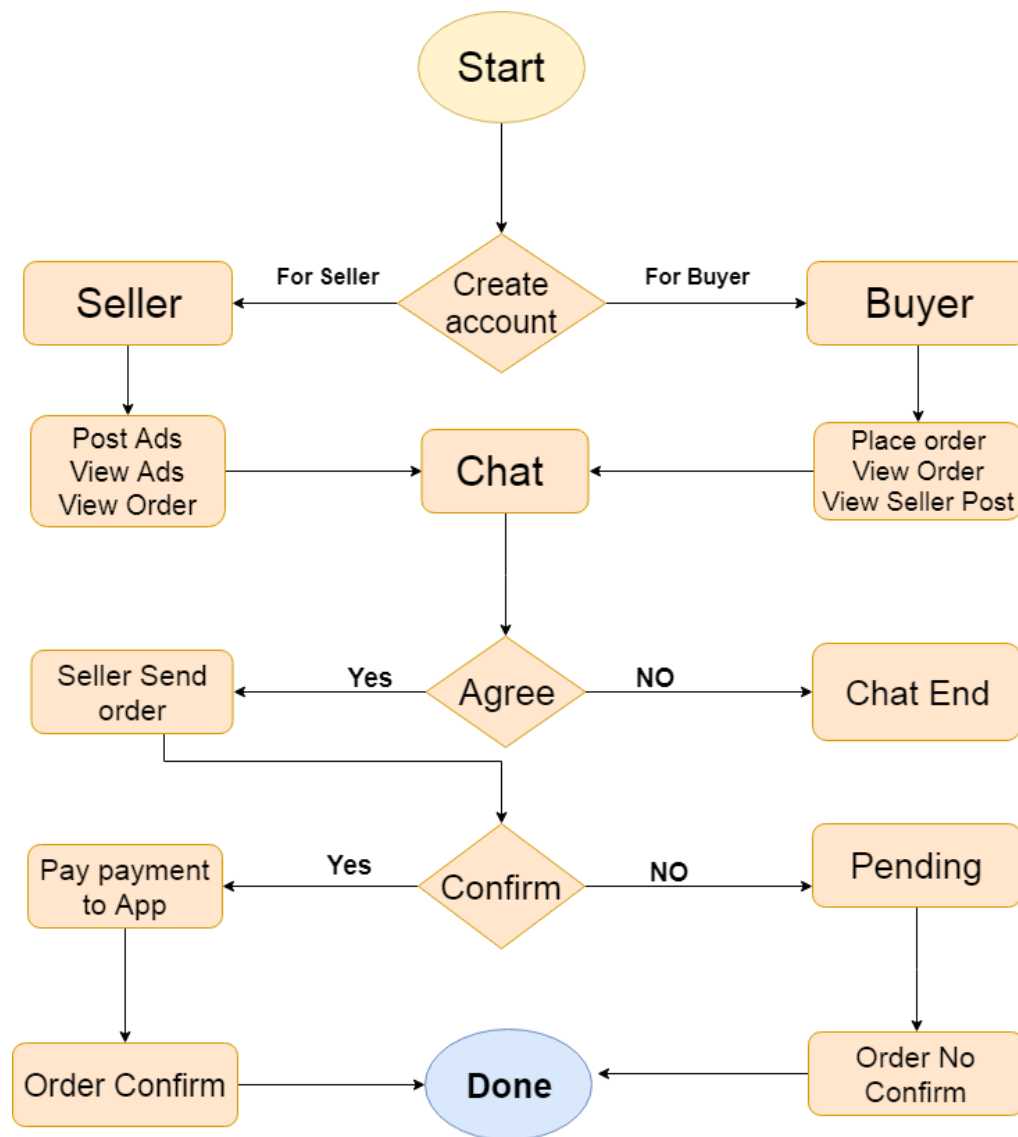 Start
For Seller
For Buyer
Create
account
Seller
Buyer
Post Ads
View Ads
View Order
Chat
Place order
View Order
View Seller Post
Seller Send
order
Yes
Agree
NO
Chat End
Pay payment
to App
Yes
Confirm
NO
Pending
Order Confirm
Done
Order No
Confirm